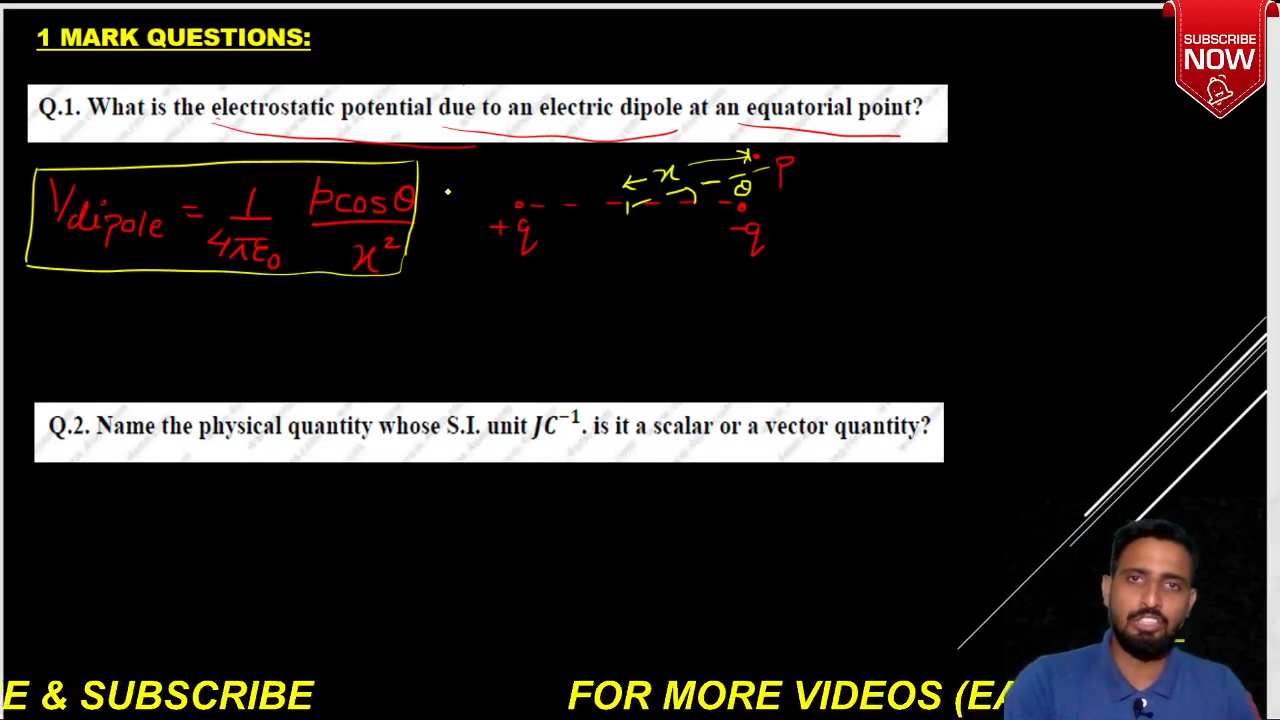 1 MARK QUESTIONS:
SUBSCRIBE
NOW
Q.1. What is the electrostatic potential due to an electric dipole at an equatorial point?
Vdipole = 1/4πε₀ pcosθ/x²
x
θ
P
+q
-q
Q.2. Name the physical quantity whose S.I. unit JC⁻¹. is it a scalar or a vector quantity?
E & SUBSCRIBE FOR MORE VIDEOS (EA